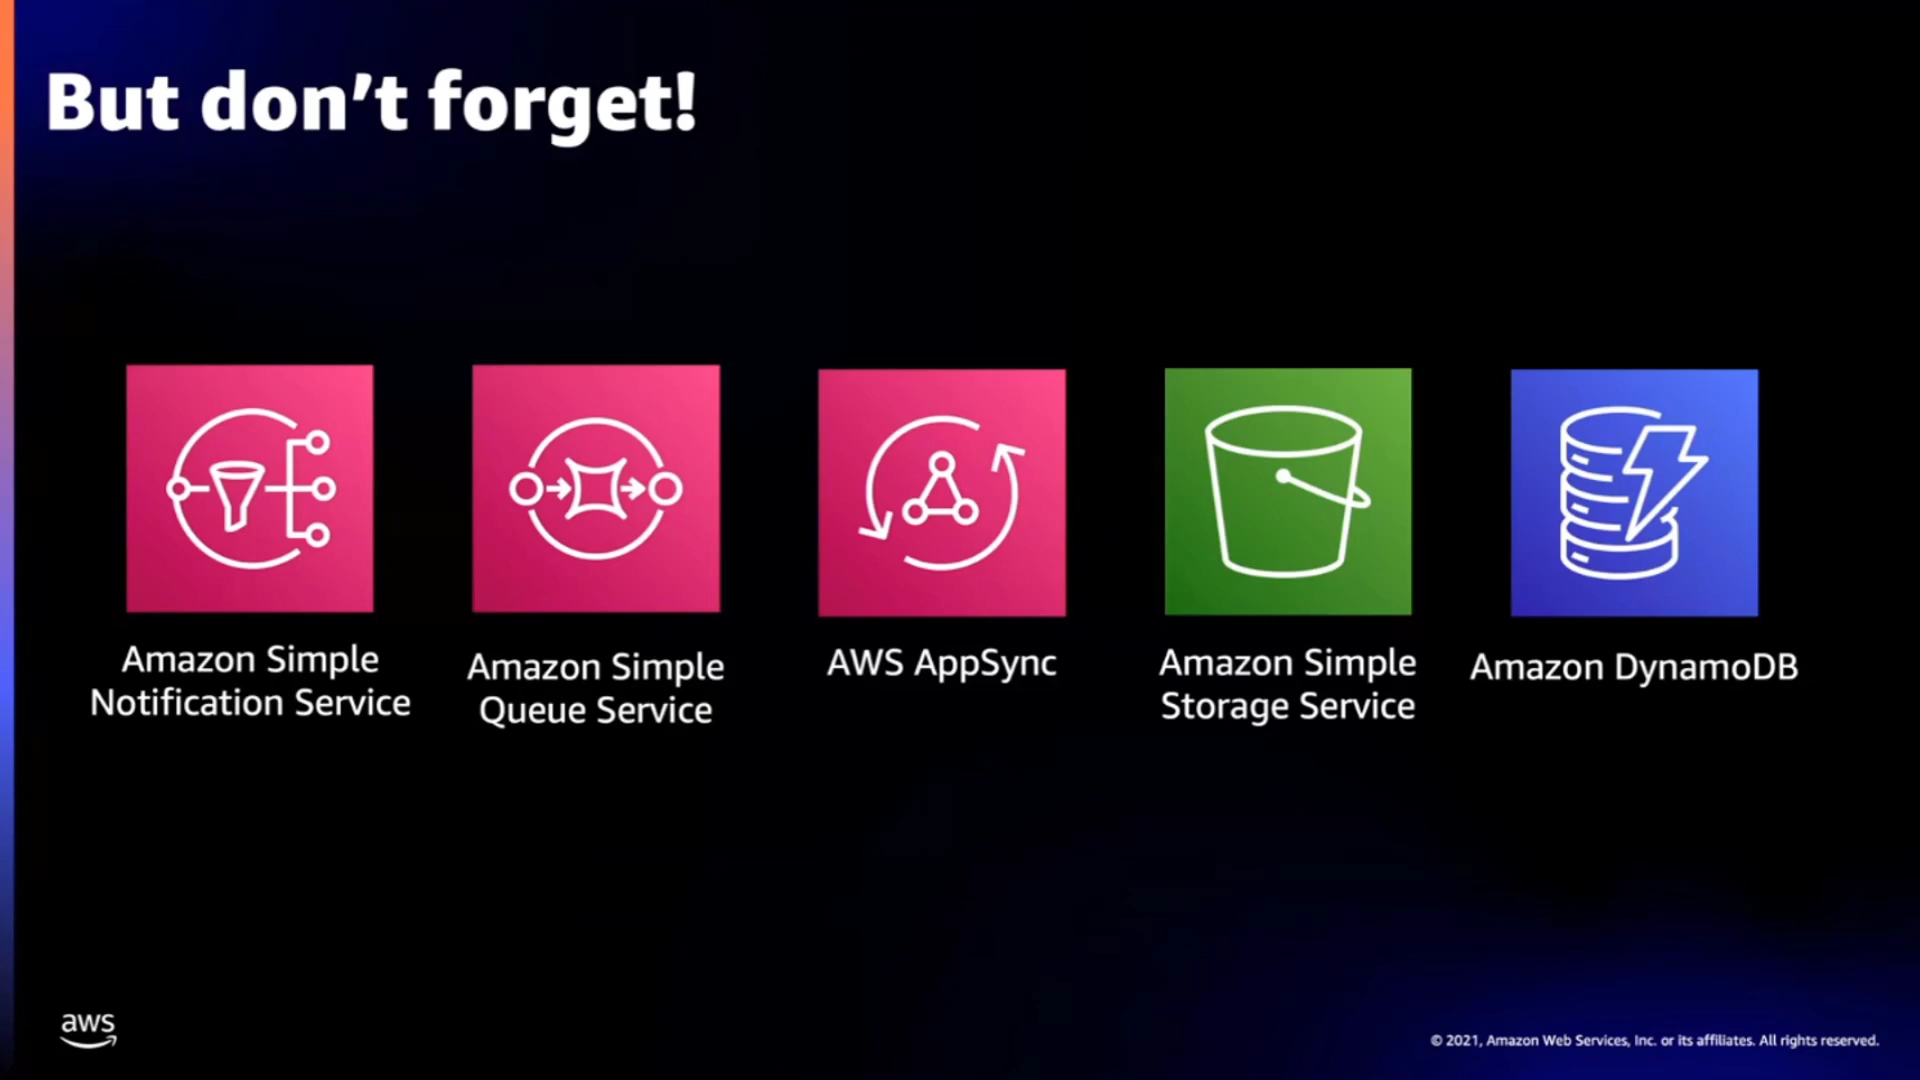 But don’t forget!
Amazon Simple
Notification Service
Amazon Simple
Queue Service
AWS AppSync
Amazon Simple
Storage Service
Amazon DynamoDB
aws
© 2021, Amazon Web Services, Inc. or its affiliates. All rights reserved.